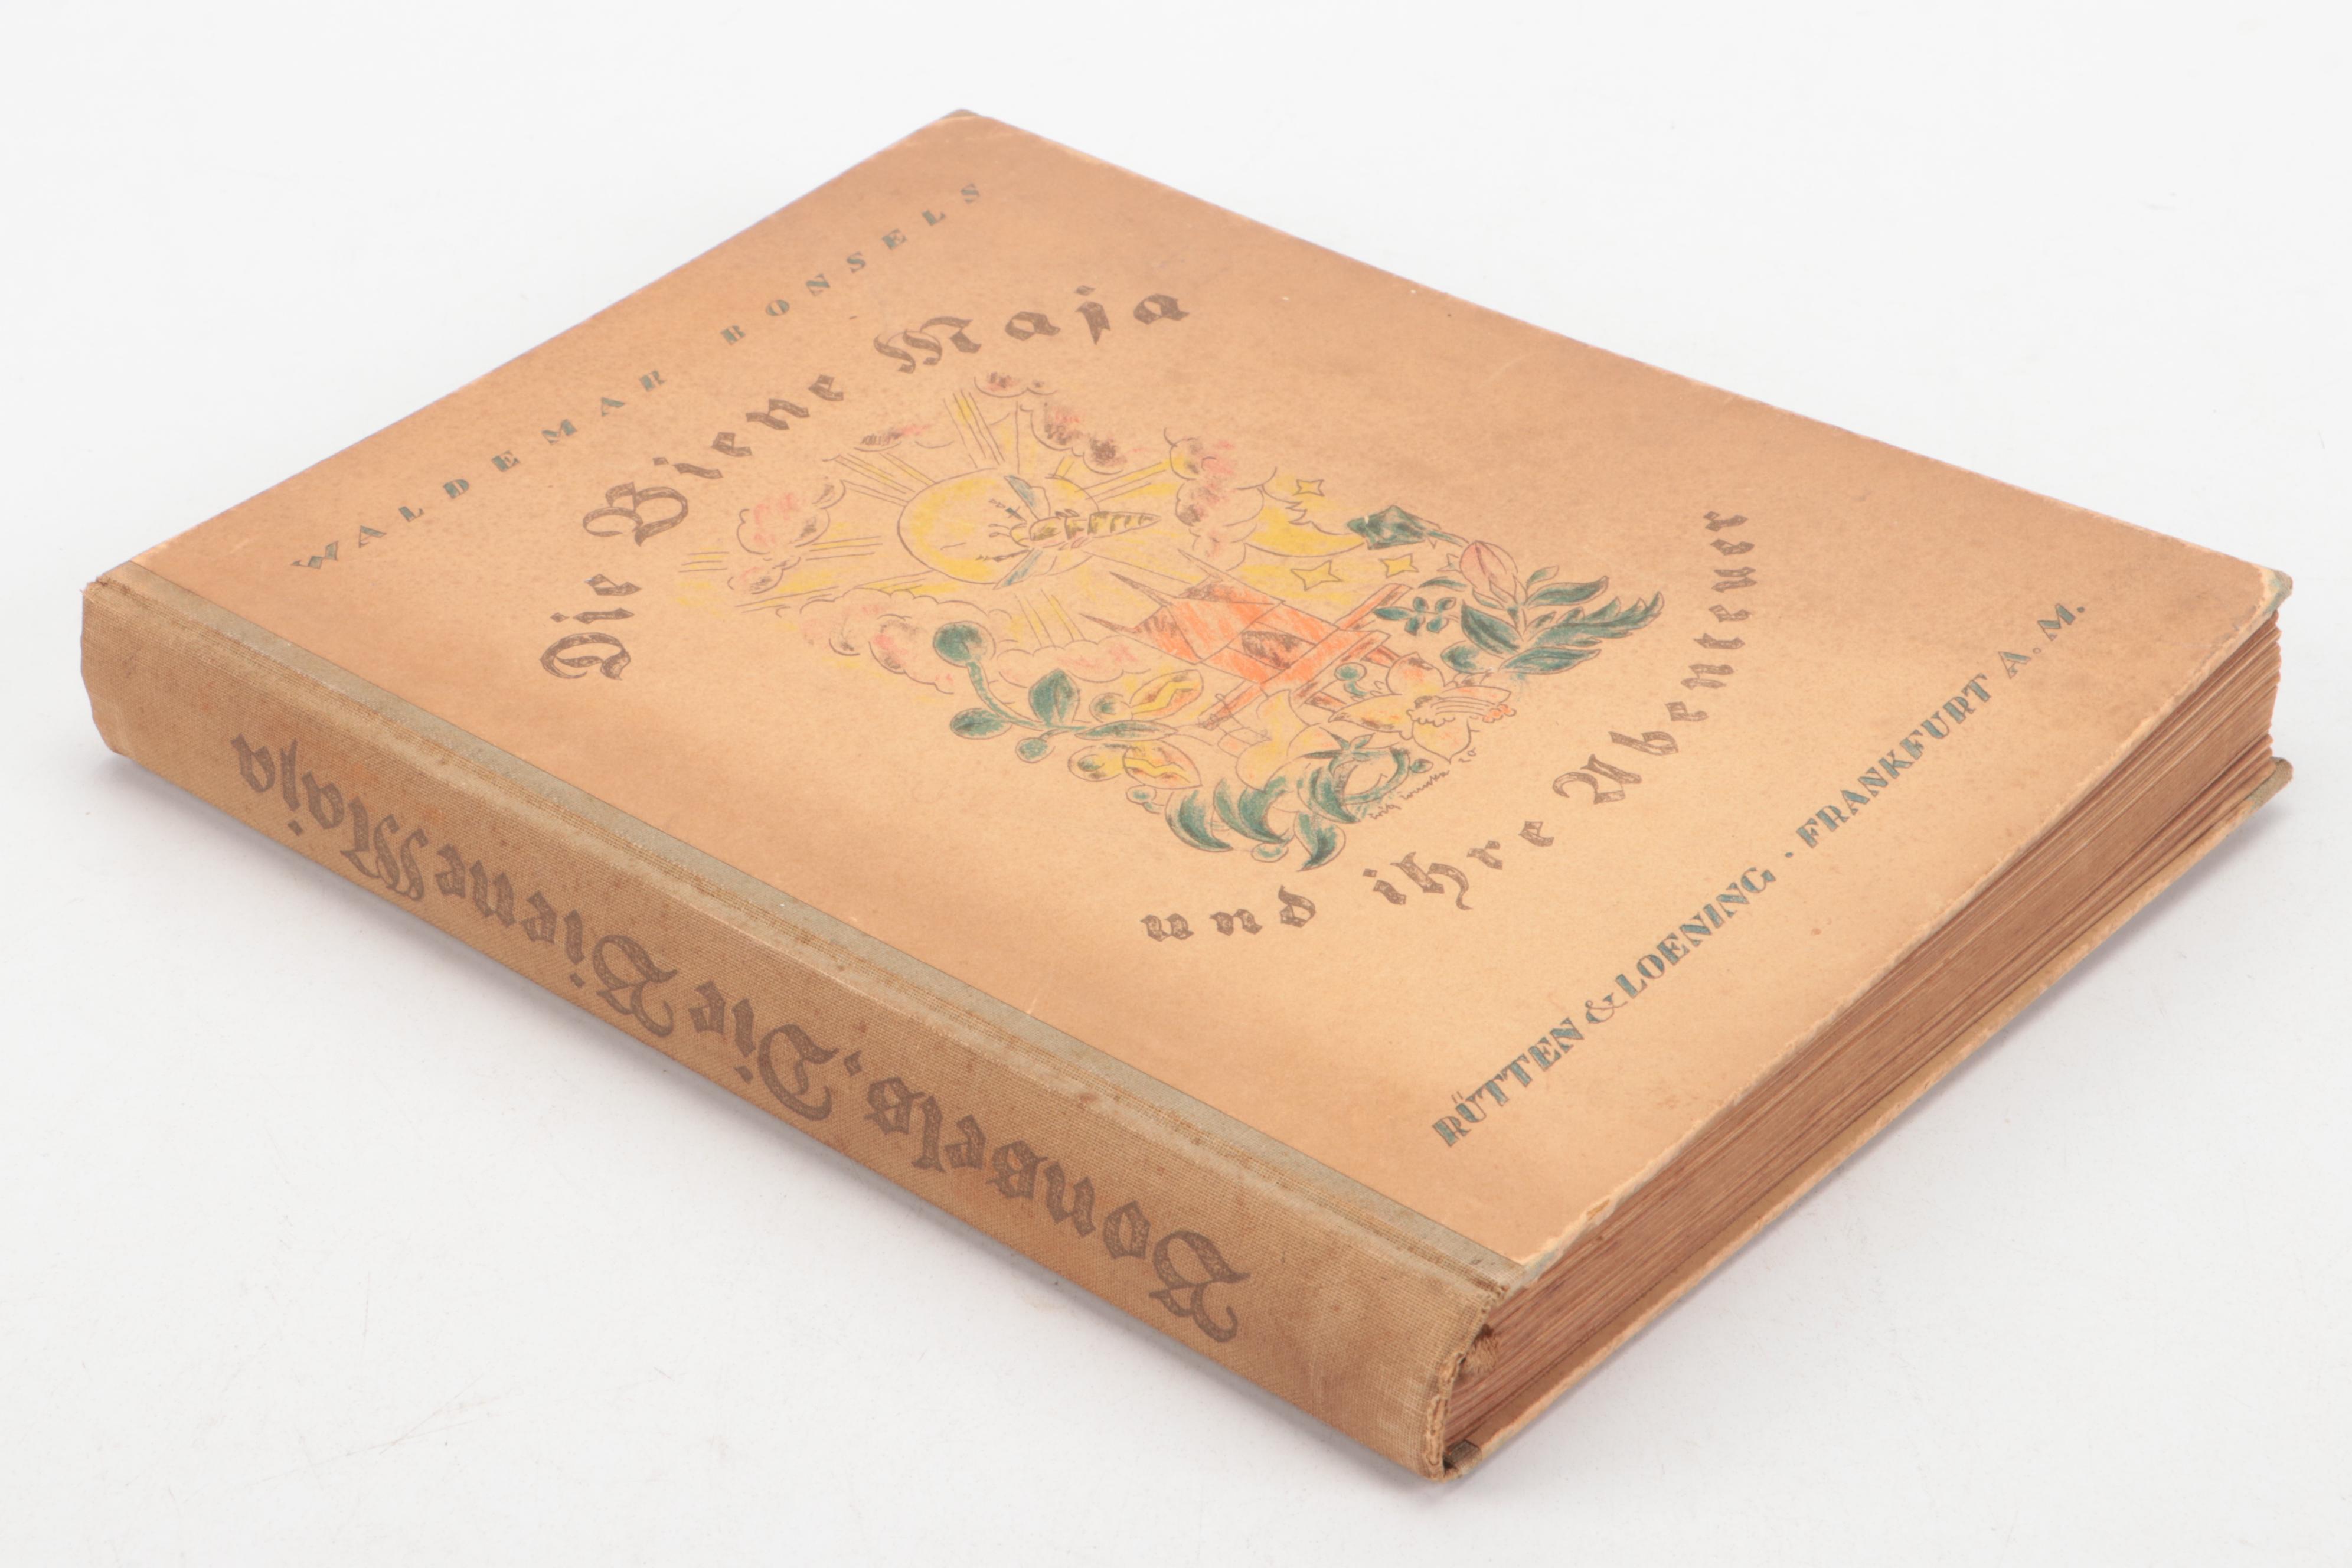 WALDEMAR BONSELS
Die Biene Maja
und ihre Abenteuer
RÜTTEN & LOENING · FRANKFURT A. M.
Bonsels, Die Biene Maja